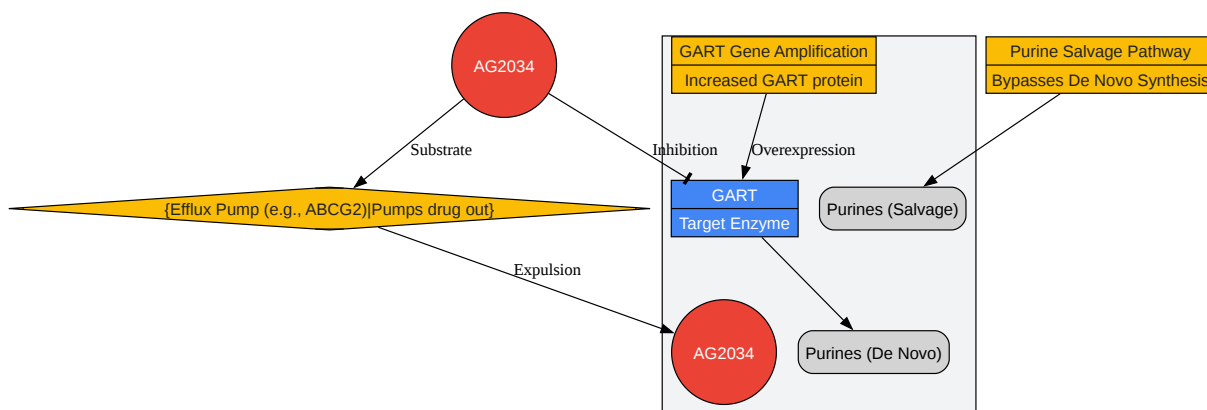 AG2034
GART Gene Amplification
Increased GART protein
Purine Salvage Pathway
Bypasses De Novo Synthesis
Substrate
Inhibition
Overexpression
{Efflux Pump (e.g., ABCG2)|Pumps drug out}
GART
Target Enzyme
Purines (Salvage)
Expulsion
AG2034
Purines (De Novo)